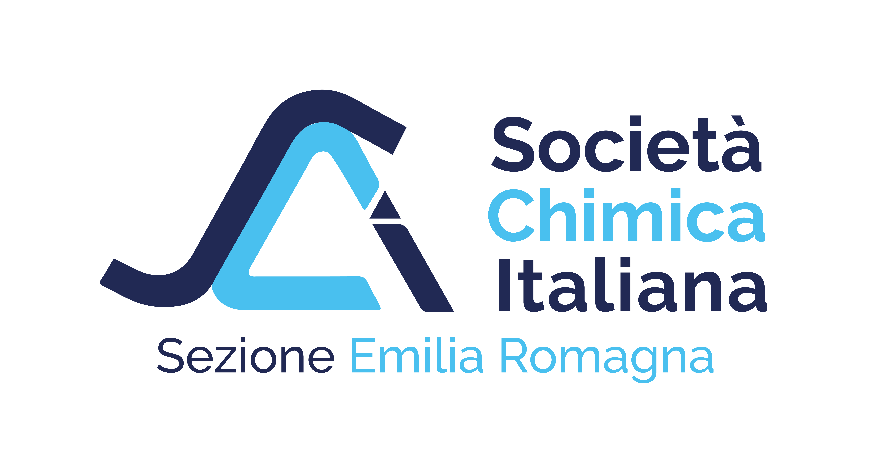 Società
Chimica
Italiana
Sezione Emilia Romagna